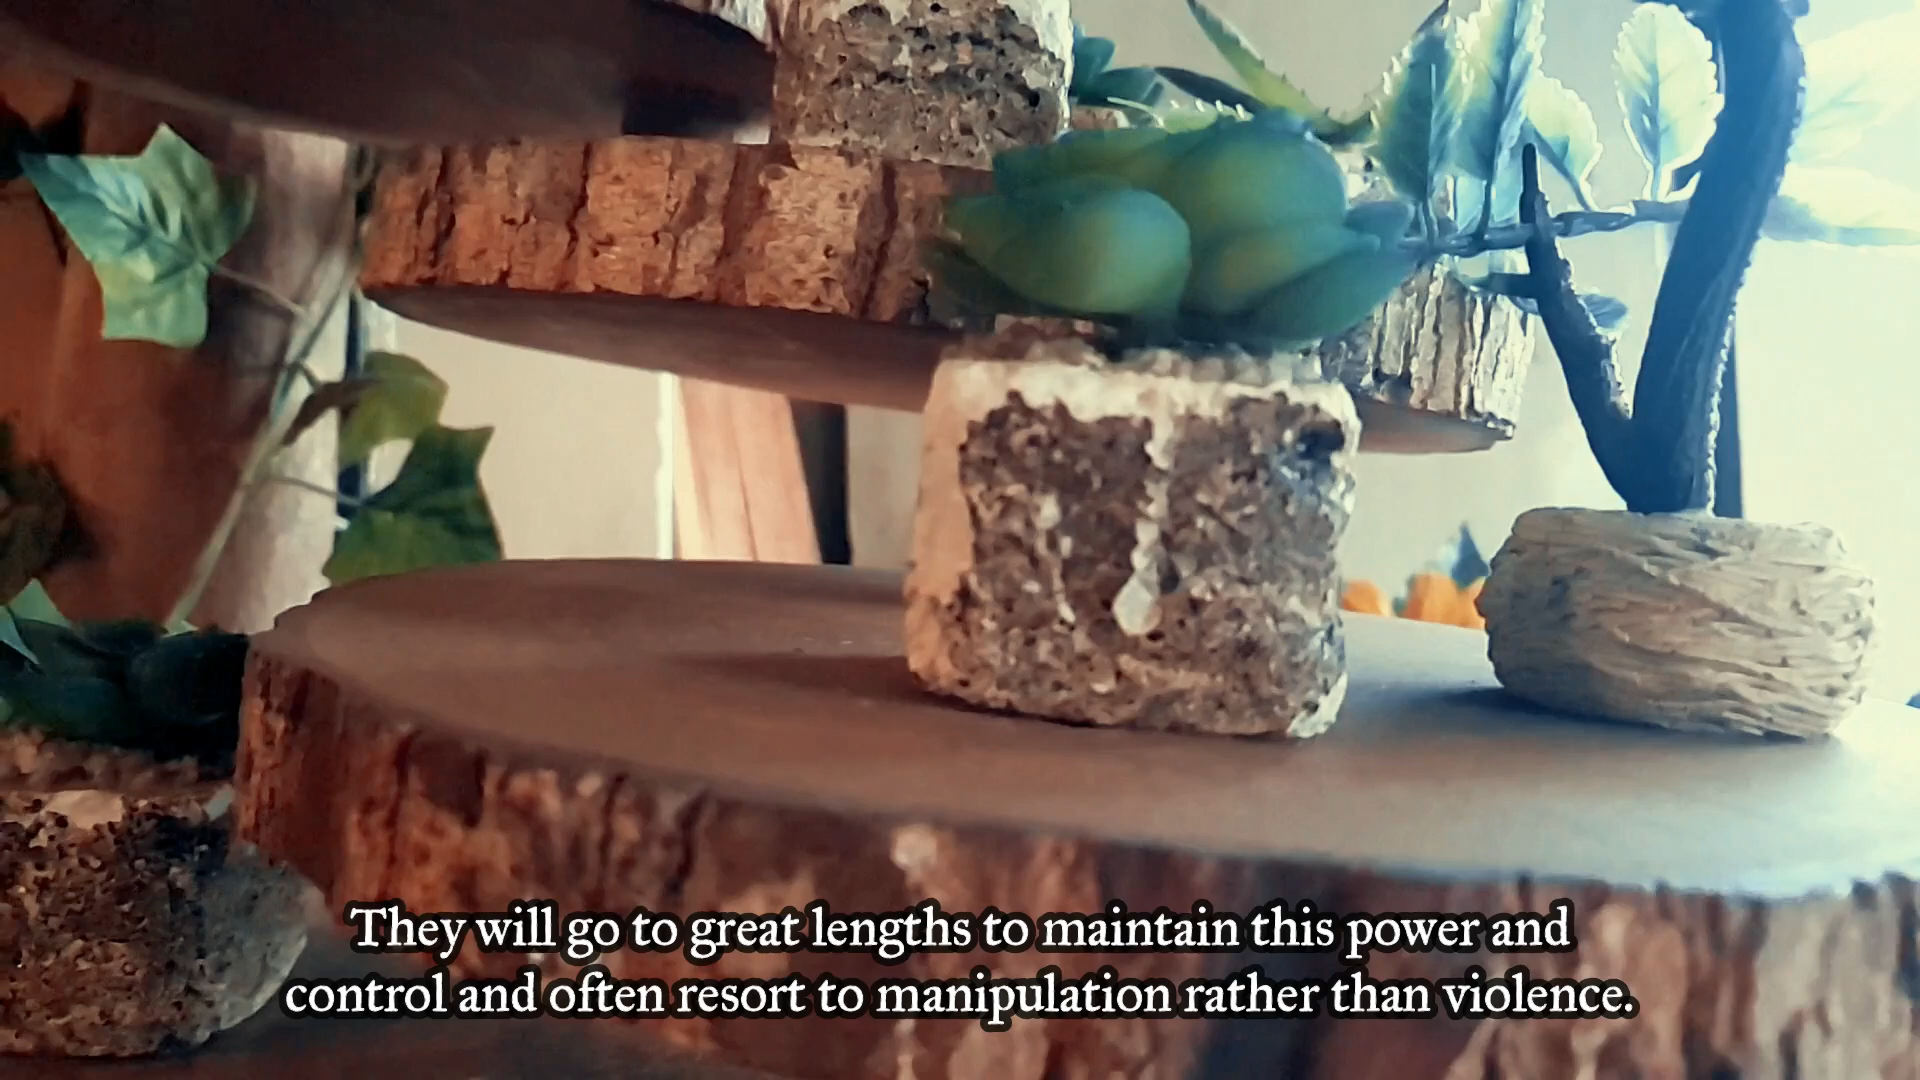 They will go to great lengths to maintain this power and
control and often resort to manipulation rather than violence.